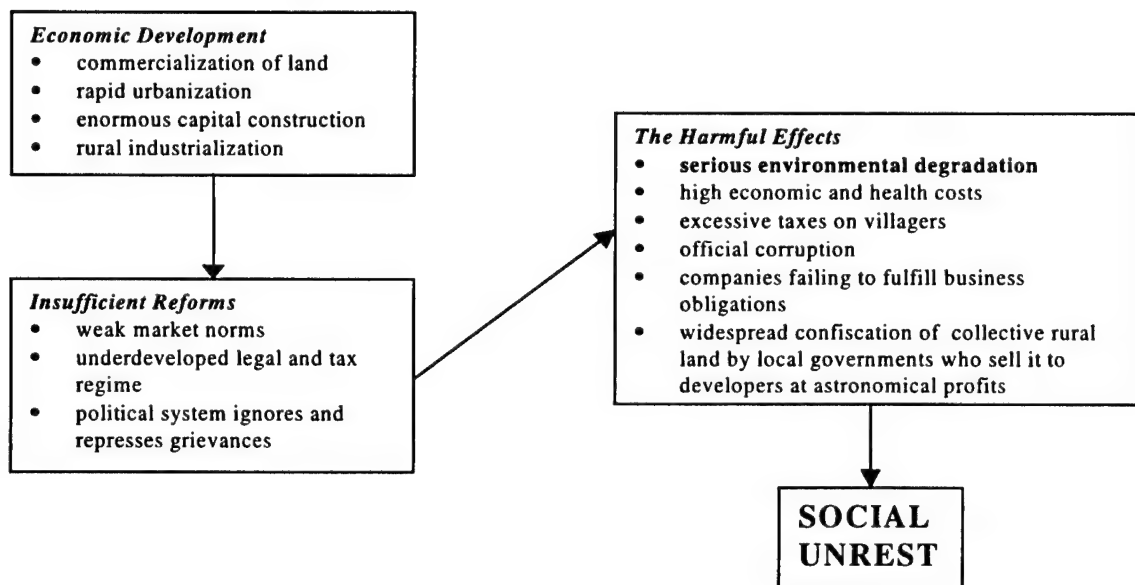 Economic Development
• commercialization of land
• rapid urbanization
• enormous capital construction
• rural industrialization
Insufficient Reforms
• weak market norms
• underdeveloped legal and tax
regime
• political system ignores and
represses grievances
The Harmful Effects
• serious environmental degradation
• high economic and health costs
• excessive taxes on villagers
• official corruption
• companies failing to fulfill business
obligations
• widespread confiscation of collective rural
land by local governments who sell it to
developers at astronomical profits
SOCIAL
UNREST